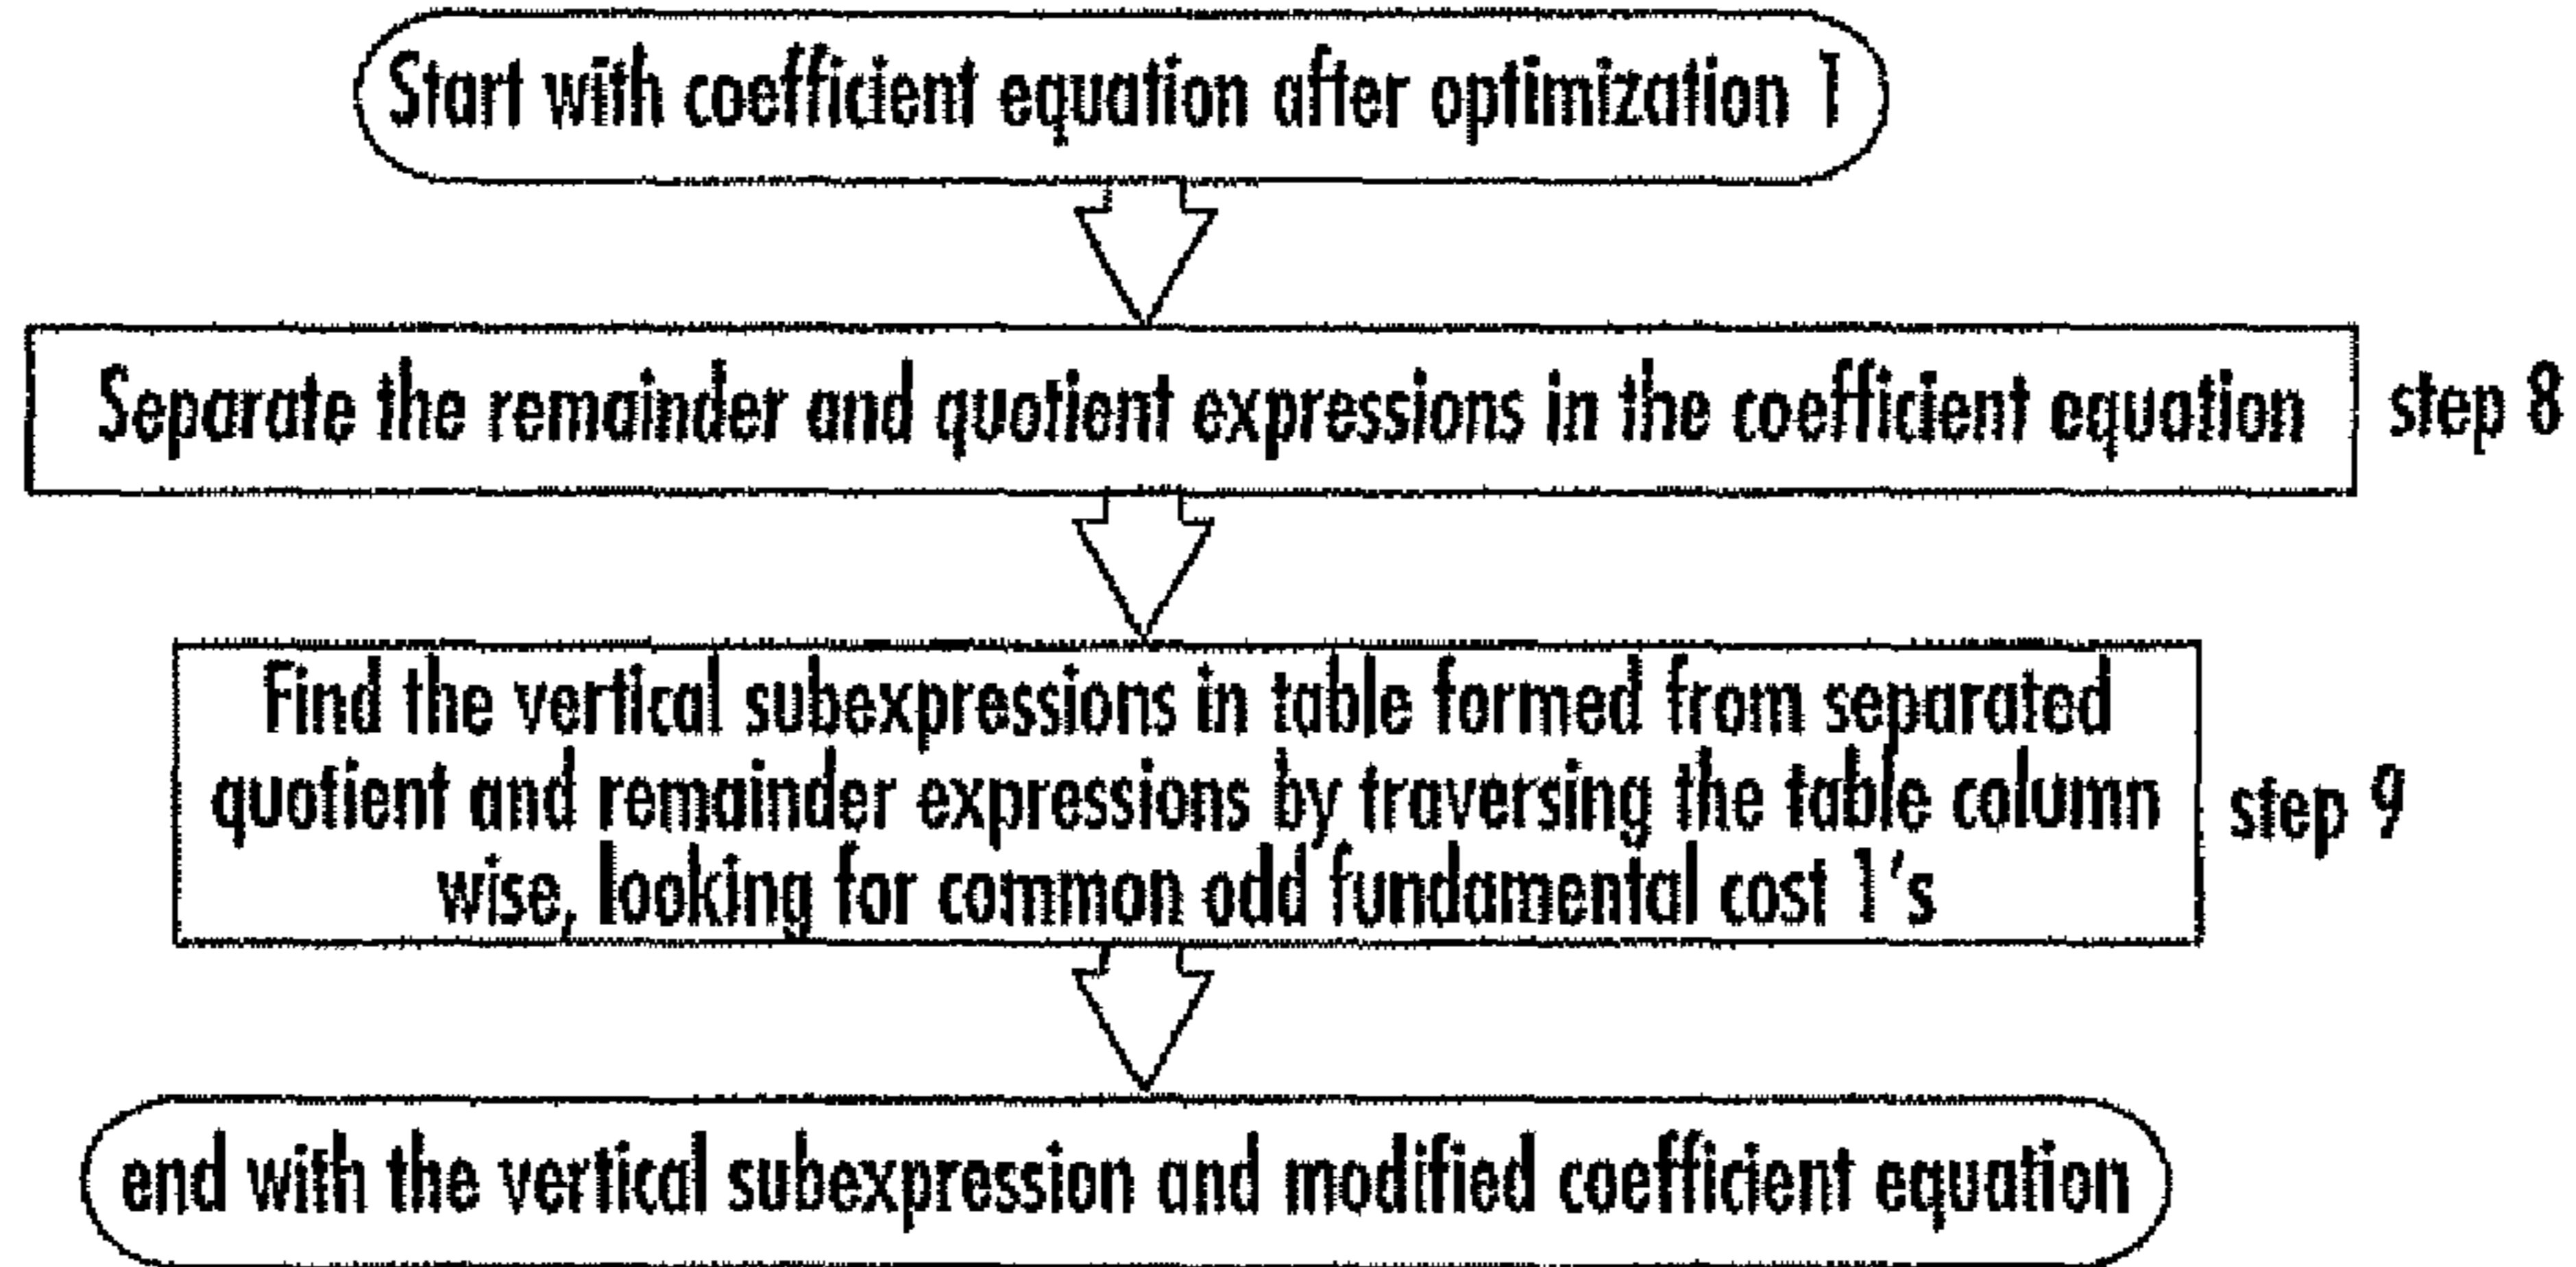 Start with coefficient equation after optimization 1
Separate the remainder and quotient expressions in the coefficient equation
step 8
Find the vertical subexpressions in table formed from separated
quotient and remainder expressions by traversing the table column
wise, looking for common odd fundamental cost 1's
step 9
end with the vertical subexpression and modified coefficient equation